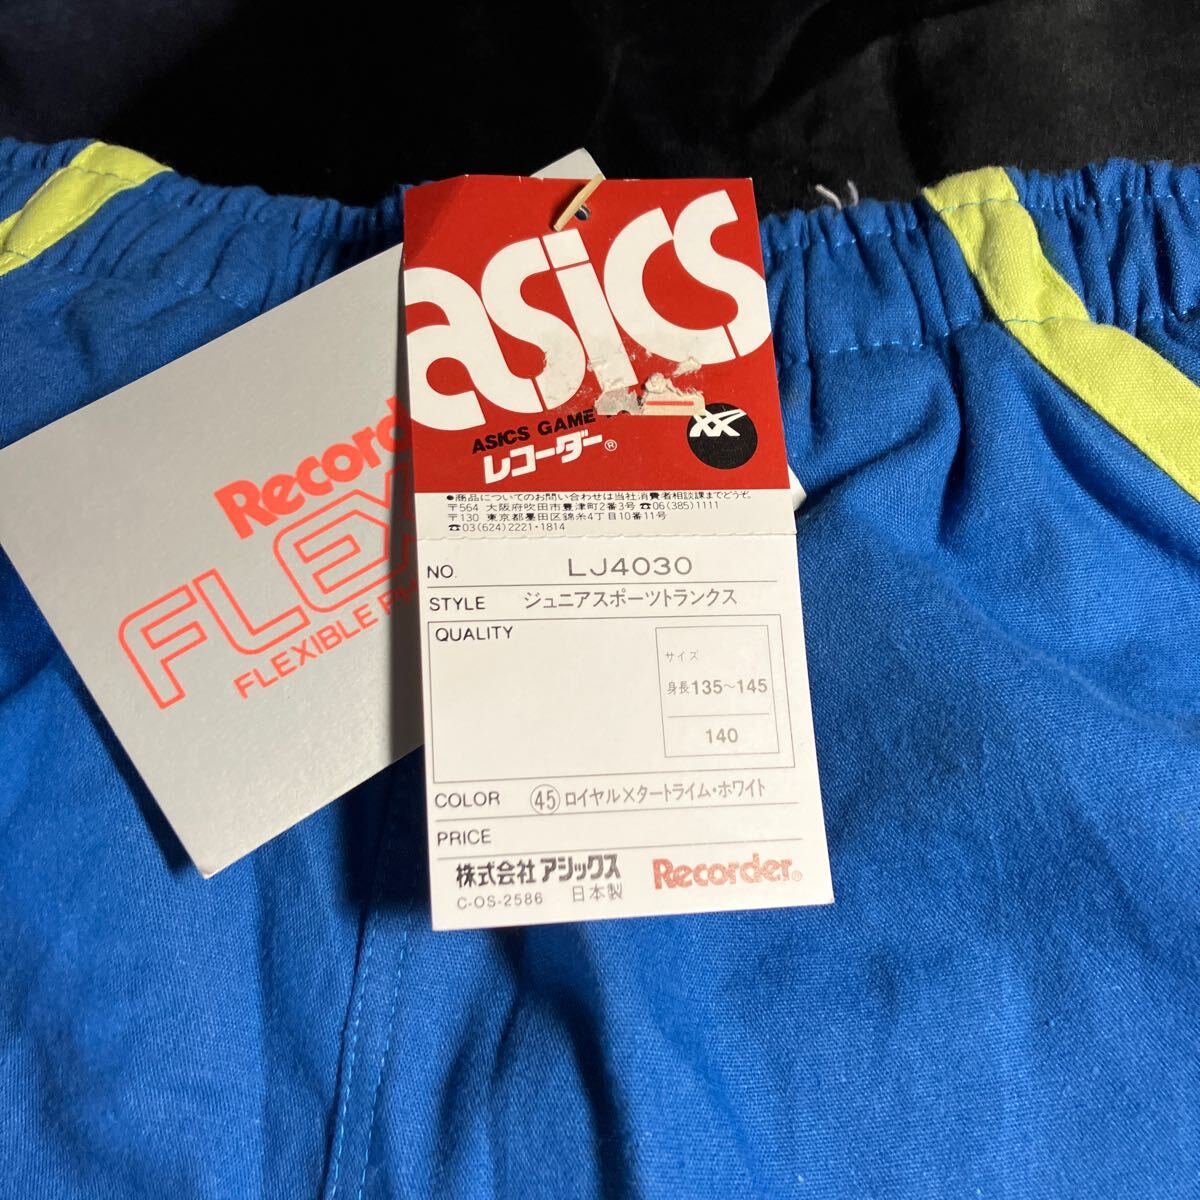 asics
ASICS GAME
レコーダー®
●商品についてのお問い合わせは当社消費者相談課までどうぞ。
〒564 大阪府吹田市豊津町2番3号 ☎06(385)1111
〒130 東京都墨田区錦糸4丁目10番11号
☎03(624)2221・1814
NO. LJ4030
STYLE ジュニアスポーツトランクス
QUALITY
サイズ
身長135～145
140
COLOR ㊺ロイヤル×タートライム・ホワイト
PRICE
株式会社アシックス Recorder®
C-OS-2586 日本製
Record
FLEX
FLEXIBLE